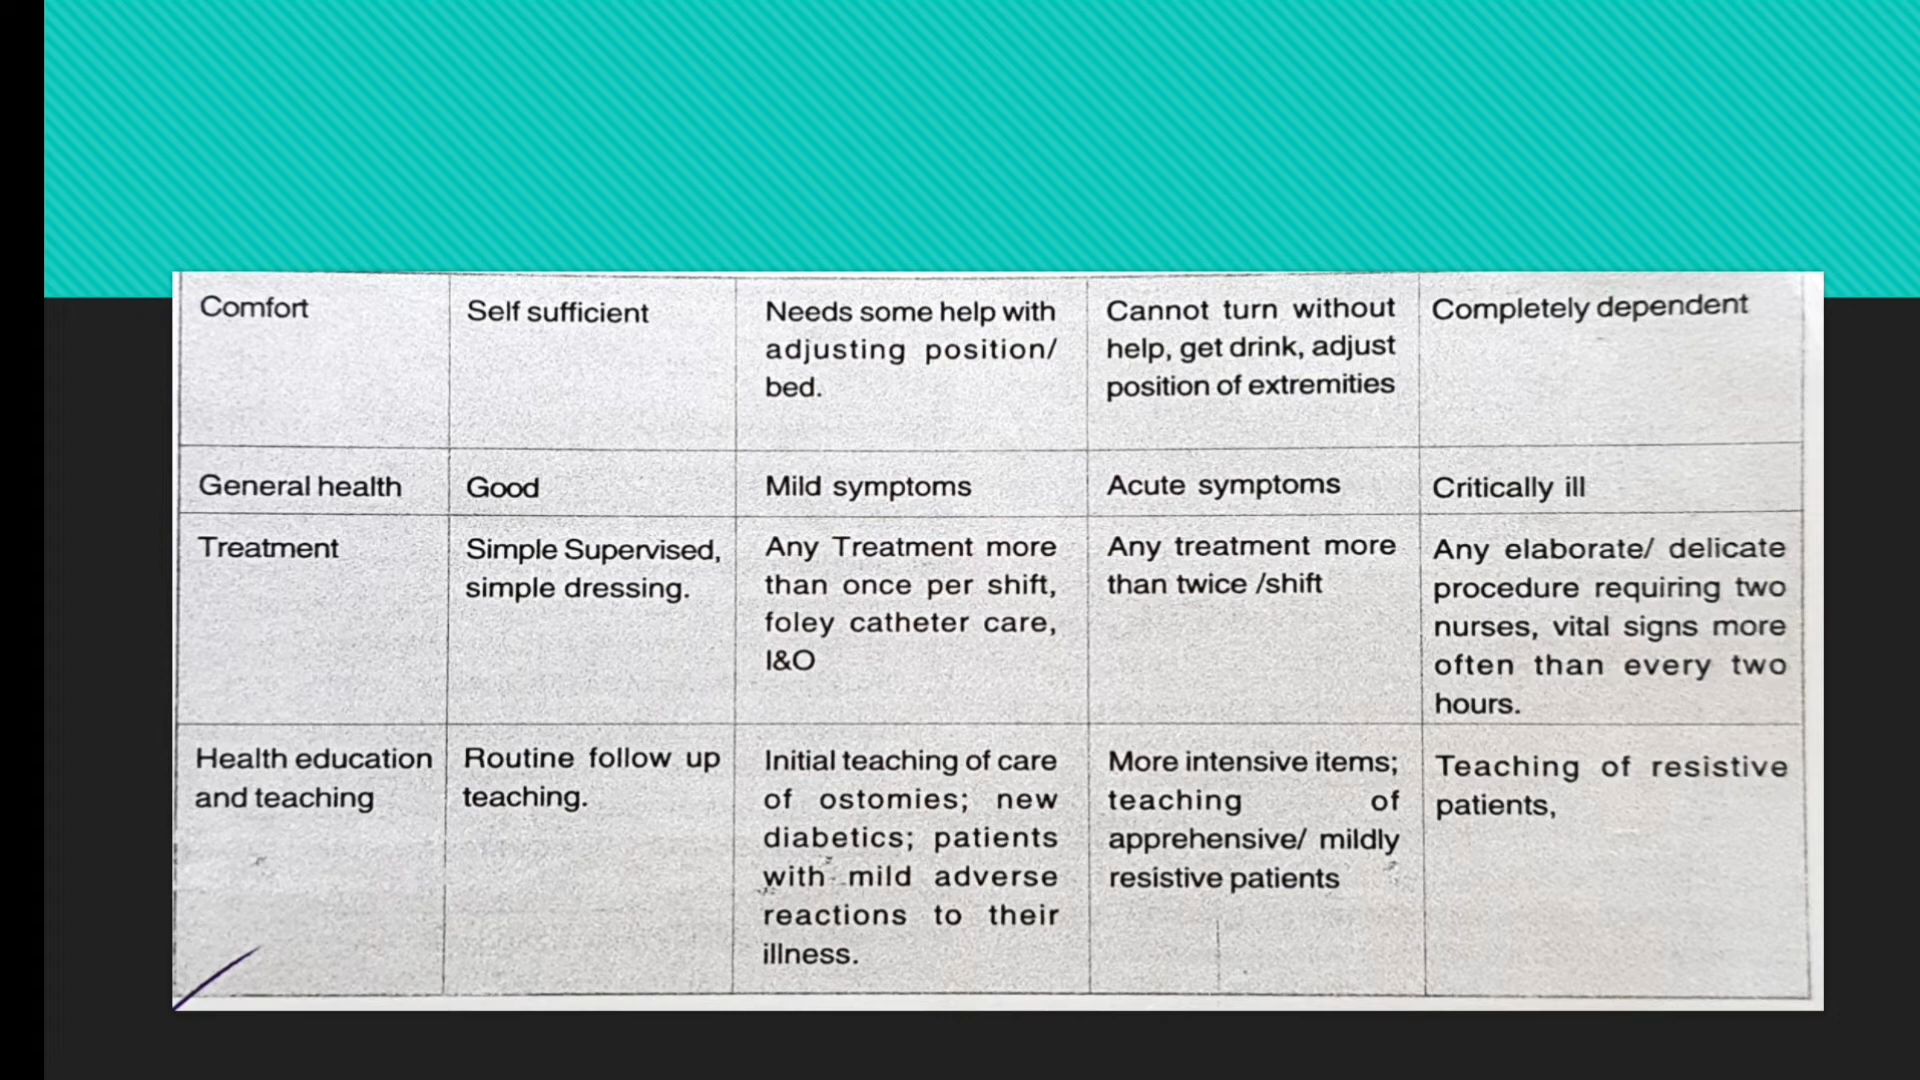 Comfort
Self sufficient
Needs some help with
adjusting position/
bed.
Cannot turn without
help, get drink, adjust
position of extremities
Completely dependent
General health
Good
Mild symptoms
Acute symptoms
Critically ill
Treatment
Simple Supervised,
simple dressing.
Any Treatment more
than once per shift,
foley catheter care,
I&O
Any treatment more
than twice /shift
Any elaborate/ delicate
procedure requiring two
nurses, vital signs more
often than every two
hours.
Health education
and teaching
Routine follow up
teaching.
Initial teaching of care
of ostomies; new
diabetics; patients
with mild adverse
reactions to their
illness.
More intensive items;
teaching of
apprehensive/ mildly
resistive patients
Teaching of resistive
patients,